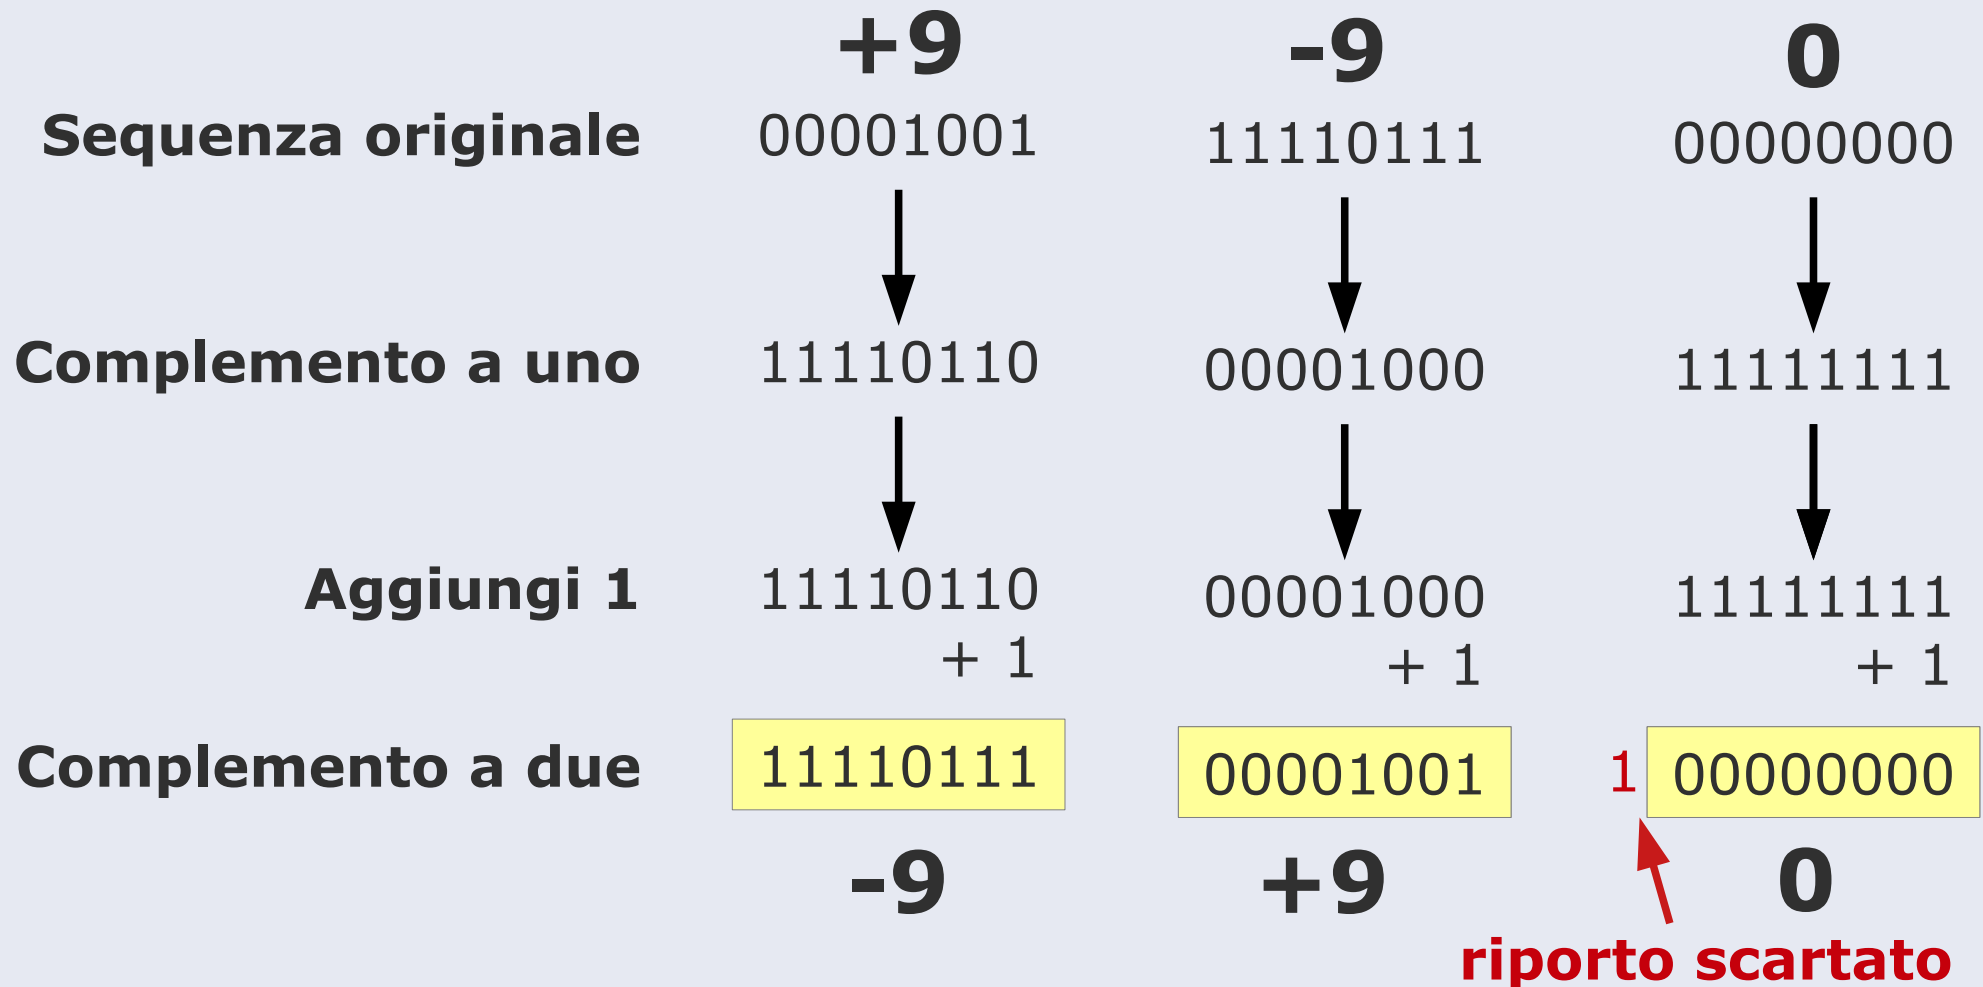 +9 -9 0
Sequenza originale 00001001 11110111 00000000
Complemento a uno 11110110 00001000 11111111
Aggiungi 1 11110110 00001000 11111111
+ 1 + 1 + 1
Complemento a due 11110111 00001001 1 00000000
-9 +9 0
riporto scartato